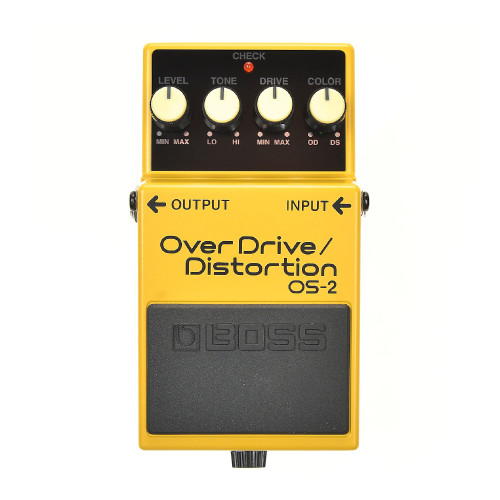 CHECK
LEVEL TONE DRIVE COLOR
MIN MAX LO HI MIN MAX OD DS
OUTPUT INPUT
Over Drive/
Distortion
OS-2
BOSS